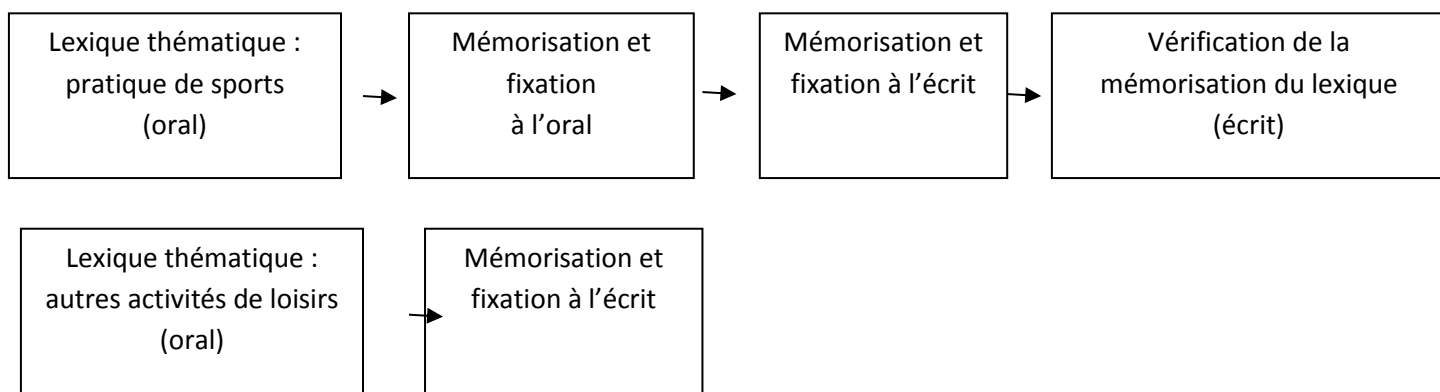 Lexique thématique :
pratique de sports
(oral)
Mémorisation et
fixation
à l’oral
Mémorisation et
fixation à l’écrit
Vérification de la
mémorisation du lexique
(écrit)
Lexique thématique :
autres activités de loisirs
(oral)
Mémorisation et
fixation à l’écrit